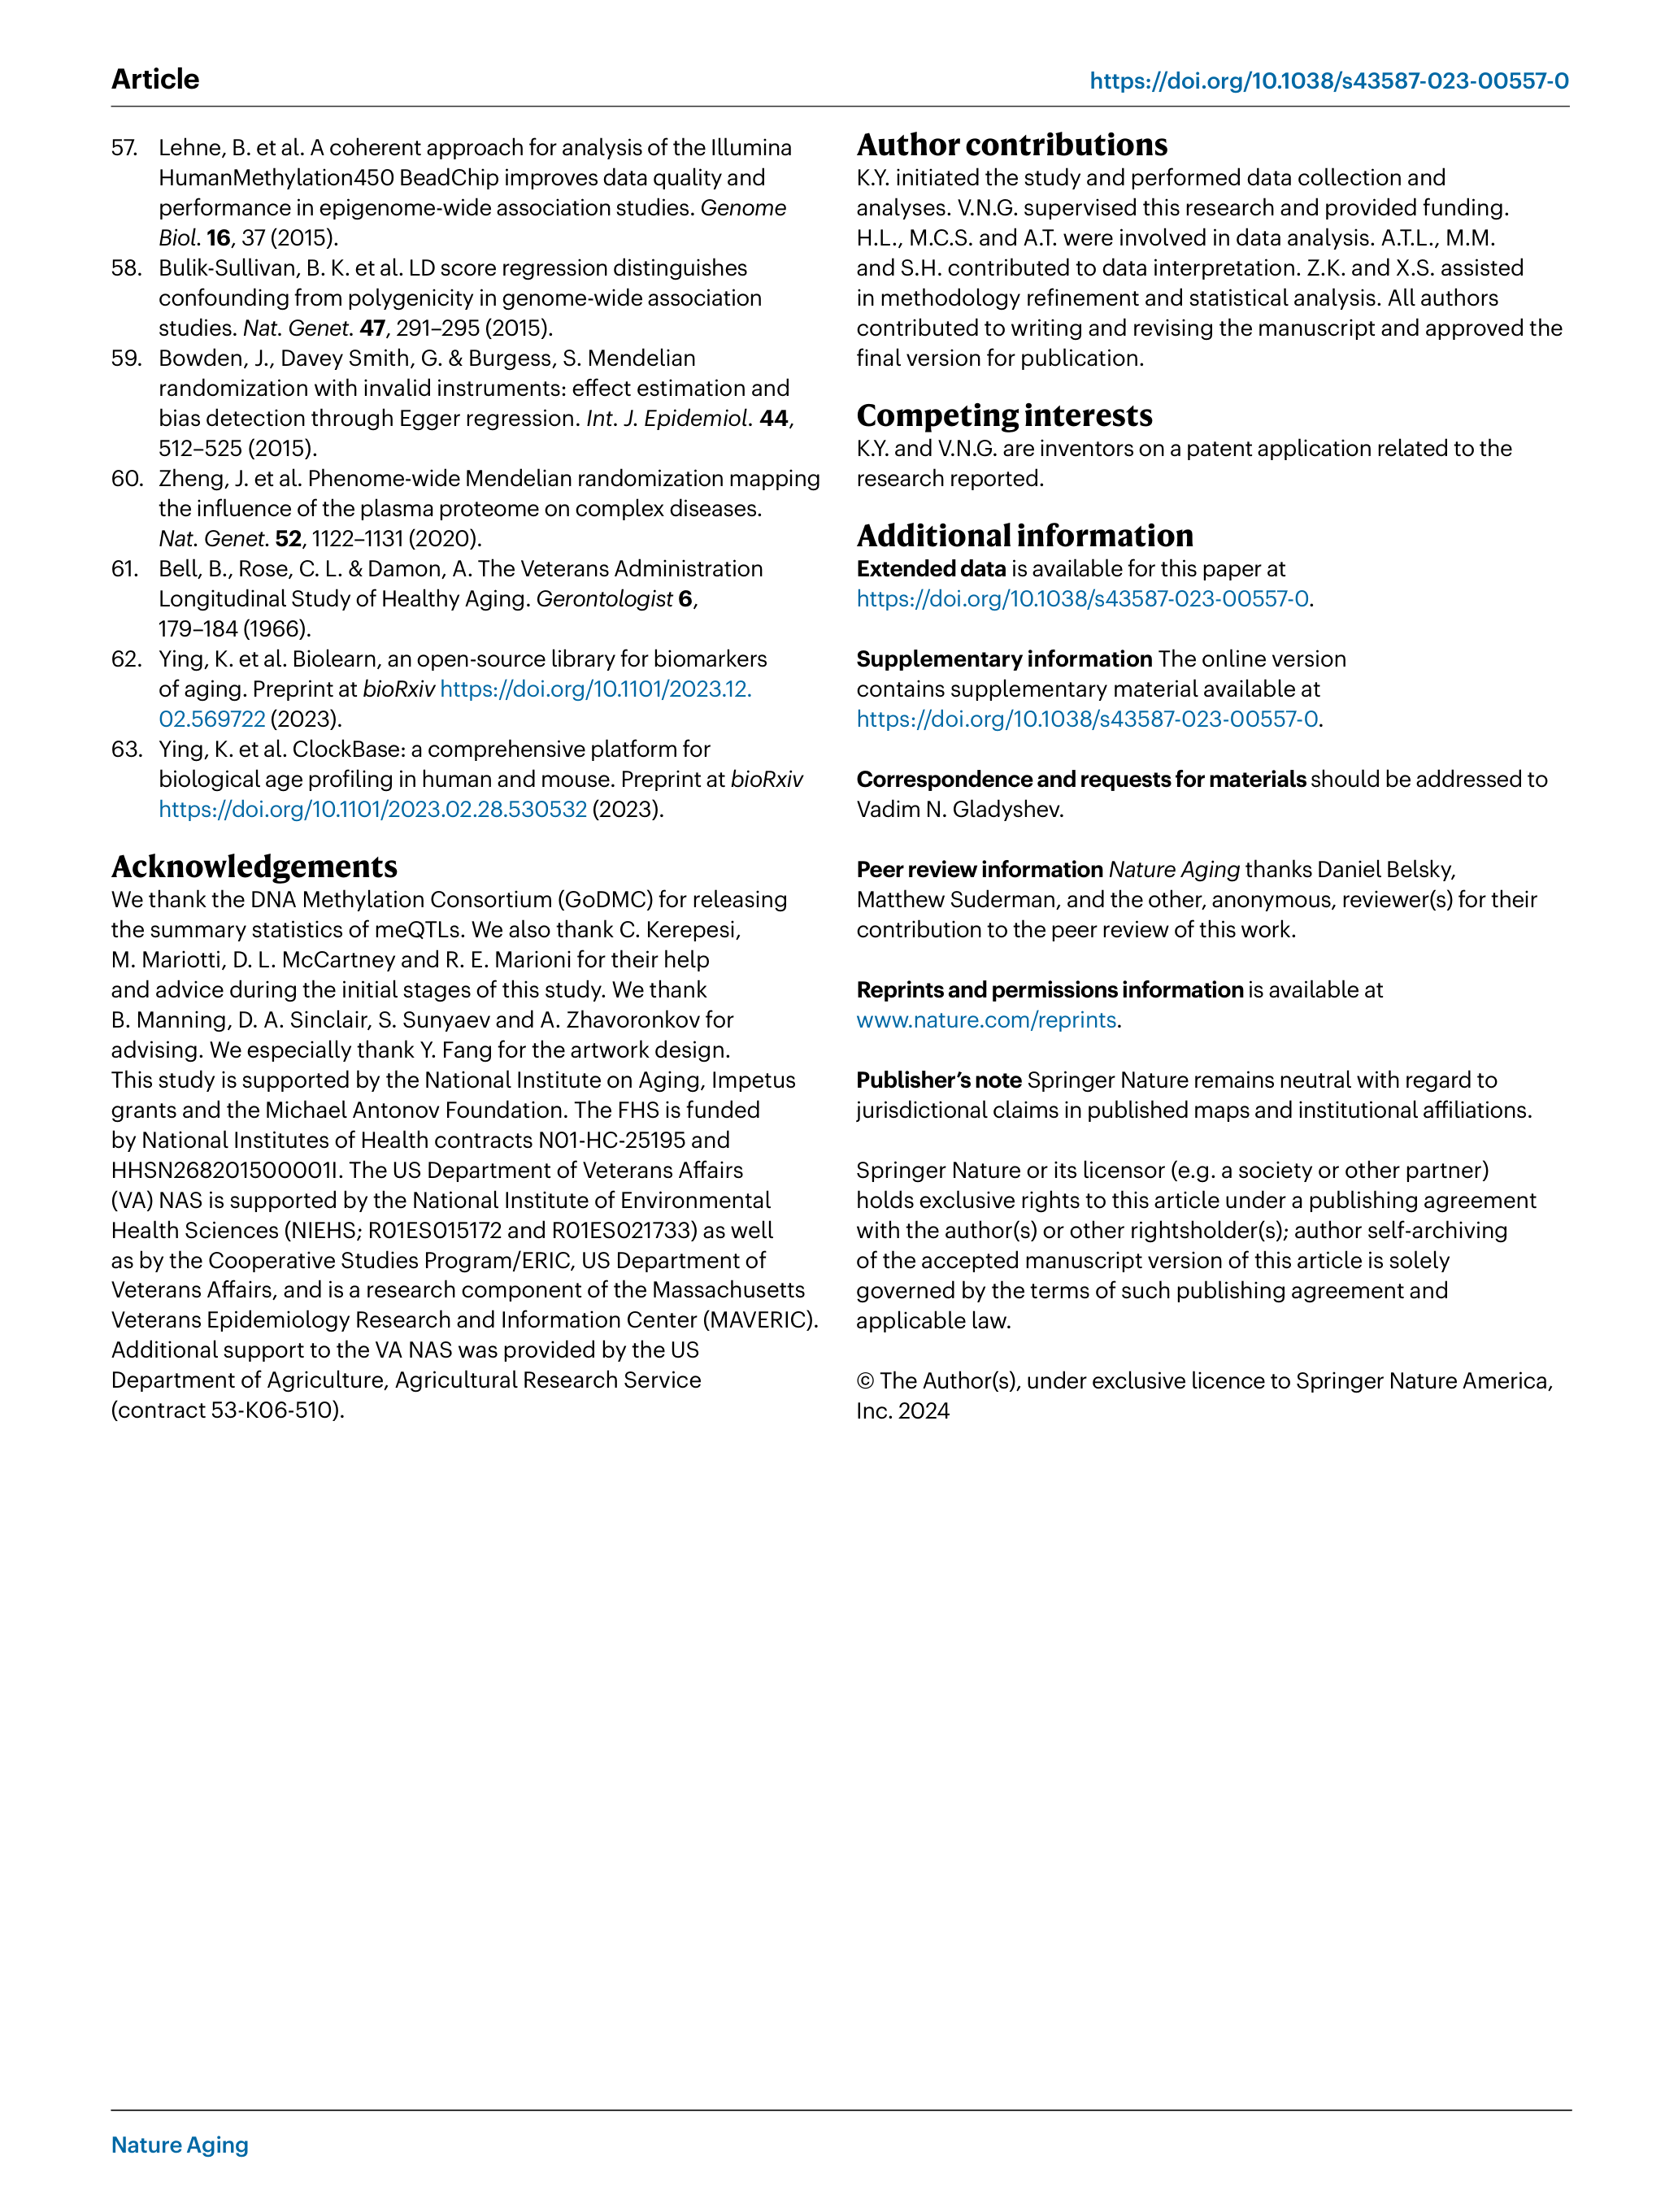 Article
https://doi.org/10.1038/s43587-023-00557-0
57. Lehne, B. et al. A coherent approach for analysis of the Illumina
HumanMethylation450 BeadChip improves data quality and
performance in epigenome-wide association studies. Genome
Biol. 16, 37 (2015).
58. Bulik-Sullivan, B. K. et al. LD score regression distinguishes
confounding from polygenicity in genome-wide association
studies. Nat. Genet. 47, 291–295 (2015).
59. Bowden, J., Davey Smith, G. & Burgess, S. Mendelian
randomization with invalid instruments: effect estimation and
bias detection through Egger regression. Int. J. Epidemiol. 44,
512–525 (2015).
60. Zheng, J. et al. Phenome-wide Mendelian randomization mapping
the influence of the plasma proteome on complex diseases.
Nat. Genet. 52, 1122–1131 (2020).
61. Bell, B., Rose, C. L. & Damon, A. The Veterans Administration
Longitudinal Study of Healthy Aging. Gerontologist 6,
179–184 (1966).
62. Ying, K. et al. Biolearn, an open-source library for biomarkers
of aging. Preprint at bioRxiv https://doi.org/10.1101/2023.12.
02.569722 (2023).
63. Ying, K. et al. ClockBase: a comprehensive platform for
biological age profiling in human and mouse. Preprint at bioRxiv
https://doi.org/10.1101/2023.02.28.530532 (2023).
Acknowledgements
We thank the DNA Methylation Consortium (GoDMC) for releasing
the summary statistics of meQTLs. We also thank C. Kerepesi,
M. Mariotti, D. L. McCartney and R. E. Marioni for their help
and advice during the initial stages of this study. We thank
B. Manning, D. A. Sinclair, S. Sunyaev and A. Zhavoronkov for
advising. We especially thank Y. Fang for the artwork design.
This study is supported by the National Institute on Aging, Impetus
grants and the Michael Antonov Foundation. The FHS is funded
by National Institutes of Health contracts N01-HC-25195 and
HHSN268201500001I. The US Department of Veterans Affairs
(VA) NAS is supported by the National Institute of Environmental
Health Sciences (NIEHS; R01ES015172 and R01ES021733) as well
as by the Cooperative Studies Program/ERIC, US Department of
Veterans Affairs, and is a research component of the Massachusetts
Veterans Epidemiology Research and Information Center (MAVERIC).
Additional support to the VA NAS was provided by the US
Department of Agriculture, Agricultural Research Service
(contract 53-K06-510).
Author contributions
K.Y. initiated the study and performed data collection and
analyses. V.N.G. supervised this research and provided funding.
H.L., M.C.S. and A.T. were involved in data analysis. A.T.L., M.M.
and S.H. contributed to data interpretation. Z.K. and X.S. assisted
in methodology refinement and statistical analysis. All authors
contributed to writing and revising the manuscript and approved the
final version for publication.
Competing interests
K.Y. and V.N.G. are inventors on a patent application related to the
research reported.
Additional information
Extended data is available for this paper at
https://doi.org/10.1038/s43587-023-00557-0.
Supplementary information The online version
contains supplementary material available at
https://doi.org/10.1038/s43587-023-00557-0.
Correspondence and requests for materials should be addressed to
Vadim N. Gladyshev.
Peer review information Nature Aging thanks Daniel Belsky,
Matthew Suderman, and the other, anonymous, reviewer(s) for their
contribution to the peer review of this work.
Reprints and permissions information is available at
www.nature.com/reprints.
Publisher’s note Springer Nature remains neutral with regard to
jurisdictional claims in published maps and institutional affiliations.
Springer Nature or its licensor (e.g. a society or other partner)
holds exclusive rights to this article under a publishing agreement
with the author(s) or other rightsholder(s); author self-archiving
of the accepted manuscript version of this article is solely
governed by the terms of such publishing agreement and
applicable law.
© The Author(s), under exclusive licence to Springer Nature America,
Inc. 2024
Nature Aging